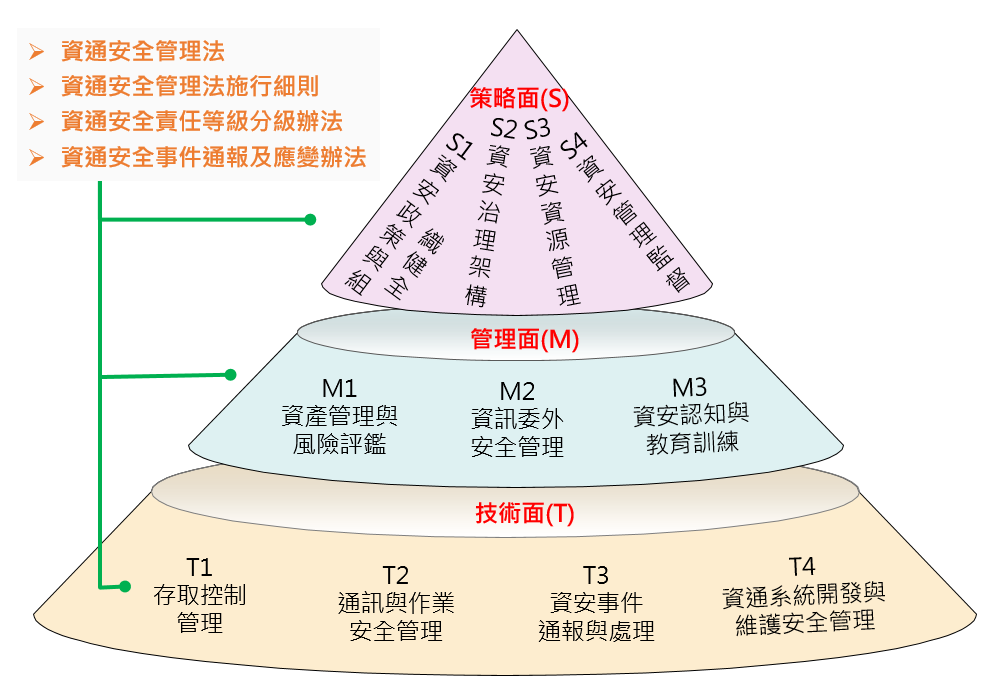 ➢ 資通安全管理法
➢ 資通安全管理法施行細則
➢ 資通安全責任等級分級辦法
➢ 資通安全事件通報及應變辦法
策略面(S)
S1
資安政策與組
織健全
S2
資安治理架構
S3
資安資源管理
S4
資安管理監督
管理面(M)
M1
資產管理與
風險評鑑
M2
資訊委外
安全管理
M3
資安認知與
教育訓練
技術面(T)
T1
存取控制
管理
T2
通訊與作業
安全管理
T3
資安事件
通報與處理
T4
資通系統開發與
維護安全管理